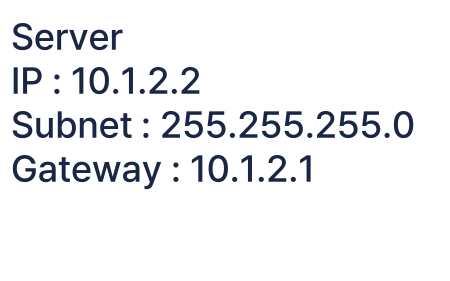 Server
IP : 10.1.2.2
Subnet : 255.255.255.0
Gateway : 10.1.2.1